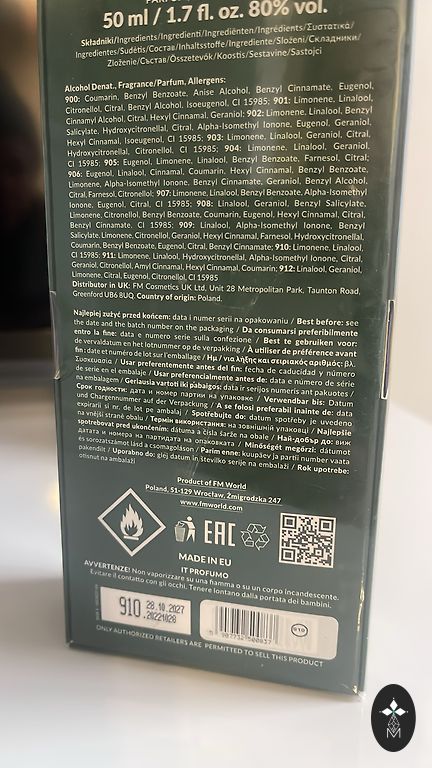 50 ml / 1.7 fl. oz. 80% vol.
Składniki/Ingredients/Ingredienti/Ingrediënten/Ingredientes/Συστατικά/
Ingredientes/Sudėtis/Состав/Inhaltsstoffe/Ingrediente/Složení/Складники/
Zloženie/Състав/Összetevők/Koostis/Sestavine/Sastojci
Alcohol Denat., Fragrance/Parfum, Allergens:
900: Coumarin, Benzyl Benzoate, Anise Alcohol, Benzyl Cinnamate, Eugenol,
Citronellol, Citral, Benzyl Alcohol, Isoeugenol, CI 15985; 901: Limonene, Linalool,
Cinnamyl Alcohol, Citral, Hexyl Cinnamal, Geraniol; 902: Limonene, Linalool, Benzyl
Salicylate, Hydroxycitronellal, Citral, Alpha-Isomethyl Ionone, Eugenol, Geraniol,
Hexyl Cinnamal, Isoeugenol, CI 15985; 903: Limonene, Linalool, Geraniol, Citral,
Hydroxycitronellal, Citronellol, CI 15985; 904: Limonene, Linalool, Geraniol,
CI 15985; 905: Eugenol, Limonene, Linalool, Benzyl Benzoate, Farnesol, Citral;
906: Eugenol, Limonene, Linalool, Cinnamal, Coumarin, Hexyl Cinnamal, Benzyl Benzoate,
Limonene, Alpha-Isomethyl Ionone, Benzyl Cinnamate, Geraniol, Benzyl Alcohol,
Citral, Farnesol, Citronellol; 907: Limonene, Linalool, Benzyl Benzoate, Alpha-Isomethyl
Ionone, Eugenol, Citral, CI 15985; 908: Linalool, Geraniol, Benzyl Salicylate,
Limonene, Citronellol, Benzyl Benzoate, Coumarin, Eugenol, Hexyl Cinnamal, Citral,
Benzyl Cinnamate, CI 15985; 909: Linalool, Alpha-Isomethyl Ionone, Benzyl
Salicylate, Limonene, Citronellol, Geraniol, Hexyl Cinnamal, Farnesol, Hydroxycitronellal,
Coumarin, Benzyl Benzoate, Eugenol, Citral, Benzyl Cinnamate; 910: Limonene, Linalool,
CI 15985; 911: Limonene, Linalool, Hydroxycitronellal, Alpha-Isomethyl Ionone, Citral,
Geraniol, Citronellol, Amyl Cinnamal, Hexyl Cinnamal, Coumarin; 912: Linalool, Geraniol,
Limonene, Citral, Eugenol, Citronellol, CI 15985
Distributor in UK: FM Cosmetics UK Ltd, Unit 28 Metropolitan Park, Taunton Road,
Greenford UB6 8UQ. Country of origin: Poland.
Najlepiej zużyć przed końcem: data i numer serii na opakowaniu / Best before: see
the date and the batch number on the packaging / Da consumarsi preferibilmente
entro la fine: data e numero serie sulla confezione / Best te gebruiken voor:
de vervaldatum en het lotnummer op de verpakking / À utiliser de préférence avant
fin: date et numéro de lot sur l'emballage / Ημ / για λήξης και σειριακός αριθμός: βλ.
Συσκευασία / Usar preferentemente antes del fin: fecha de caducidad y número
de serie en el embalaje / Usar preferencialmente antes de: data e número de série
na embalagem / Geriausia vartoti iki pabaigos: data ir serijos numeris ant pakuotės /
Срок годности: дата и номер партии на упаковке / Verwendbar bis: Datum
und Chargennummer auf der Verpackung / A se folosi preferabil inainte de: data
expirarii si nr. de lot pe ambalaj / Spotřebujte do: datum šarže na obale / Najlepšie
na vnější straně obalu / Термін використання: на зовнішній упаковці / Najlepšie
spotrebovať pred ukončením: dátuma a čísla šarže na obale / Най-добър до: виж
датата и номера на партидата на опаковката / Minőségét megőrzi: dátumot
és sorozatszámot lásd a csomagoláson / Parim enne: kuupäev ja partii number vaata
pakendilt / Uporabno do: glej datum in številko serije na embalaži / Rok upotrebe:
otisnut na ambalaži
Product of FM World
Poland, 51-129 Wrocław, Żmigrodzka 247
www.fmworld.com
EAC
MADE IN EU
IT PROFUMO
AVVERTENZE! Non vaporizzare su una fiamma o su un corpo incandescente.
Evitare il contatto con gli occhi. Tenere lontano dalla portata dei bambini.
910 28.10.2027
20221028
910
5 907732 500837
ONLY AUTHORIZED RETAILERS ARE PERMITTED TO SELL THIS PRODUCT
M